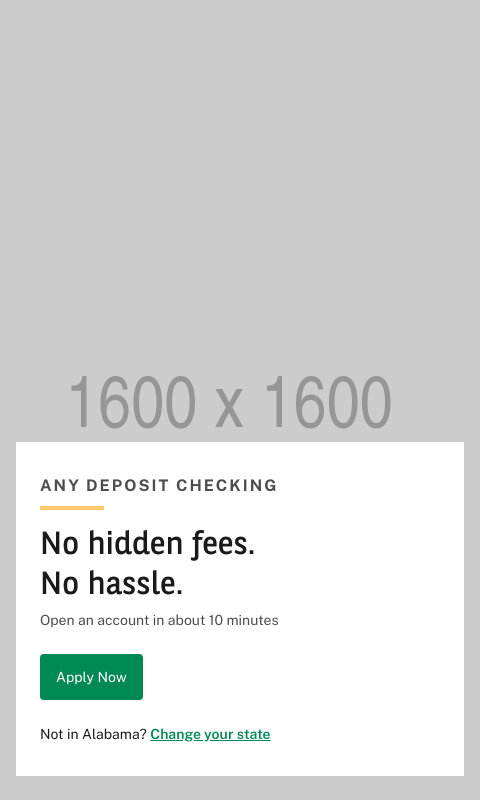 1600 x 1600
ANY DEPOSIT CHECKING
No hidden fees.
No hassle.
Open an account in about 10 minutes
Apply Now
Not in Alabama? Change your state